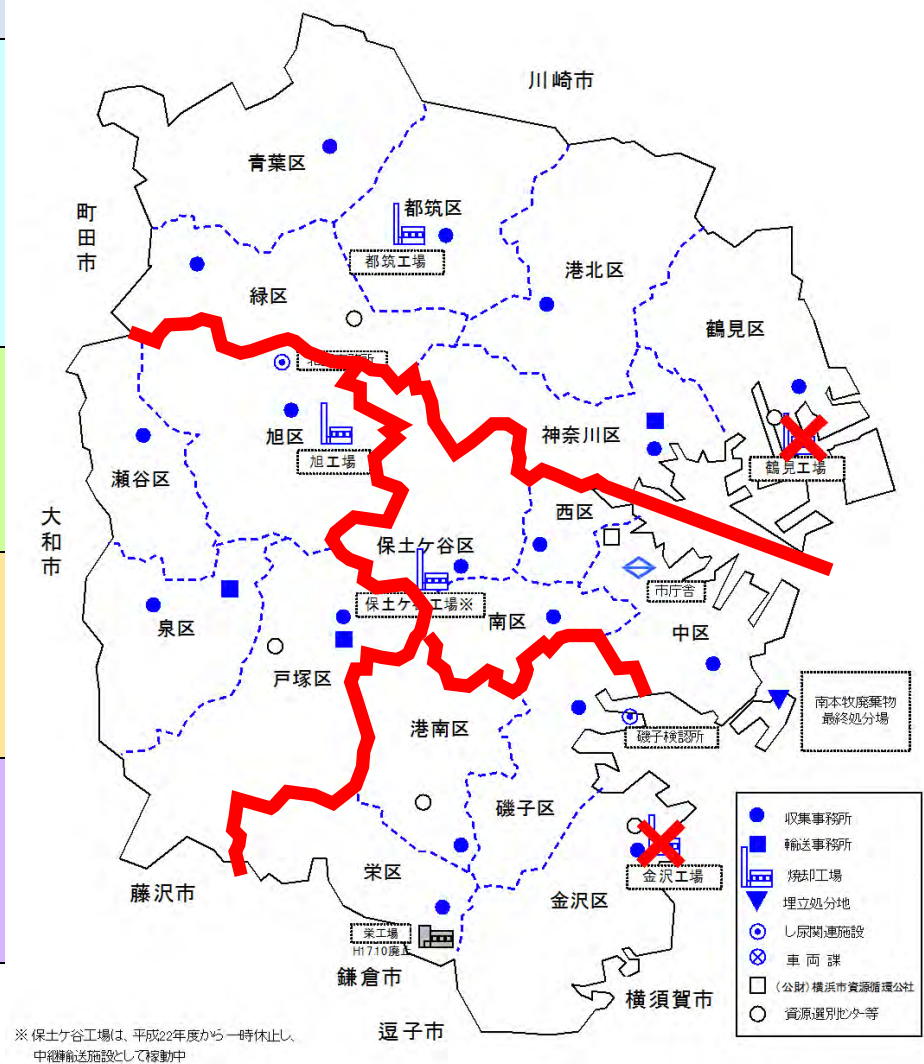 川崎市
青葉区
町田市
都筑区
都筑工場
港北区
緑区
鶴見区
旭区
旭工場
神奈川区
鶴見工場
瀬谷区
大和市
西区
保土ケ谷区
市庁舎
保土ケ谷工場※
南区
中区
泉区
戸塚区
南本牧廃棄物
最終処分場
港南区
磯子検認所
磯子区
収集事務所
輸送事務所
焼却工場
埋立処分地
し尿関連施設
車両課
(公財)横浜市資源循環公社
資源選別センター等
藤沢市
栄区
金沢区
金沢工場
栄工場
H17.10廃止
鎌倉市
横須賀市
逗子市
※ 保土ケ谷工場は、平成22年度から一時休止し、
中継輸送施設として稼動中